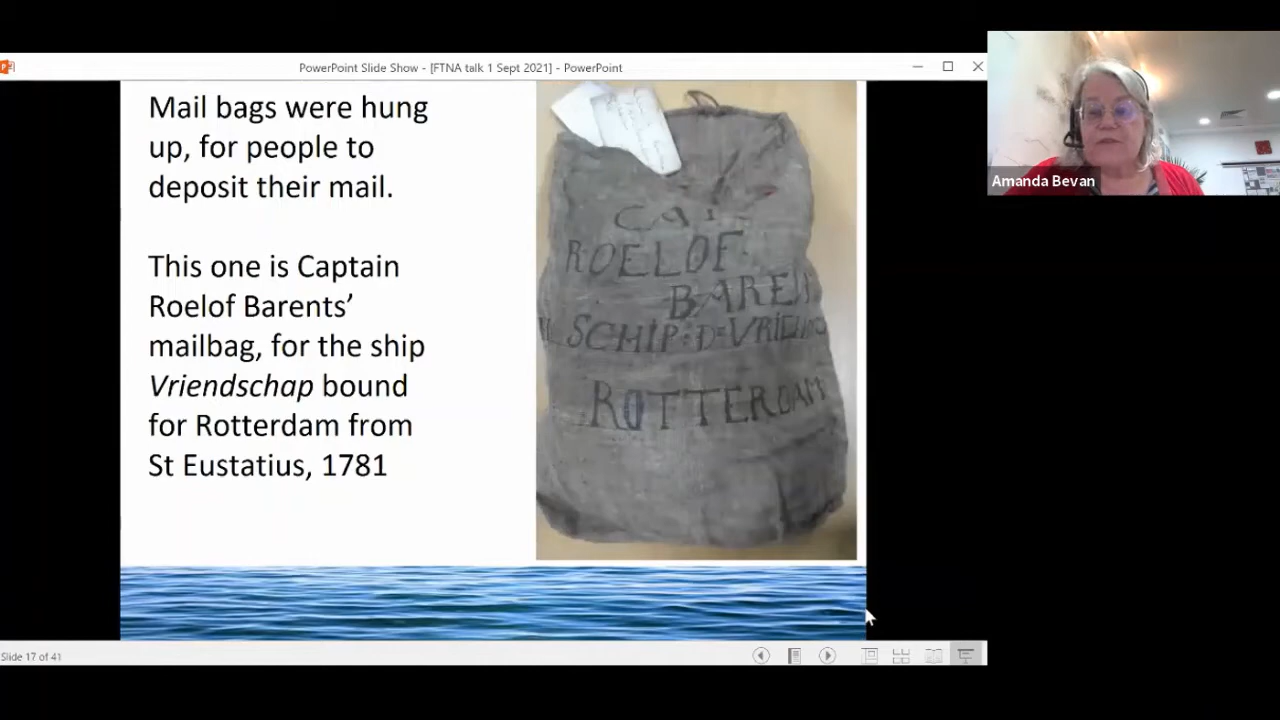 PowerPoint Slide Show - [FTNA talk 1 Sept 2021] - PowerPoint
Mail bags were hung
up, for people to
deposit their mail.
This one is Captain
Roelof Barents’
mailbag, for the ship
Vriendschap bound
for Rotterdam from
St Eustatius, 1781
ROELOF
BAREN
SCHIP: D=VRIEND
ROTTERDAM
Amanda Bevan
Slide 17 of 41